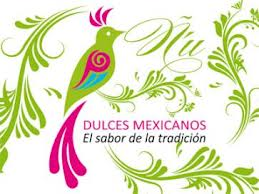 Ñu
DULCES MEXICANOS
El sabor de la tradición